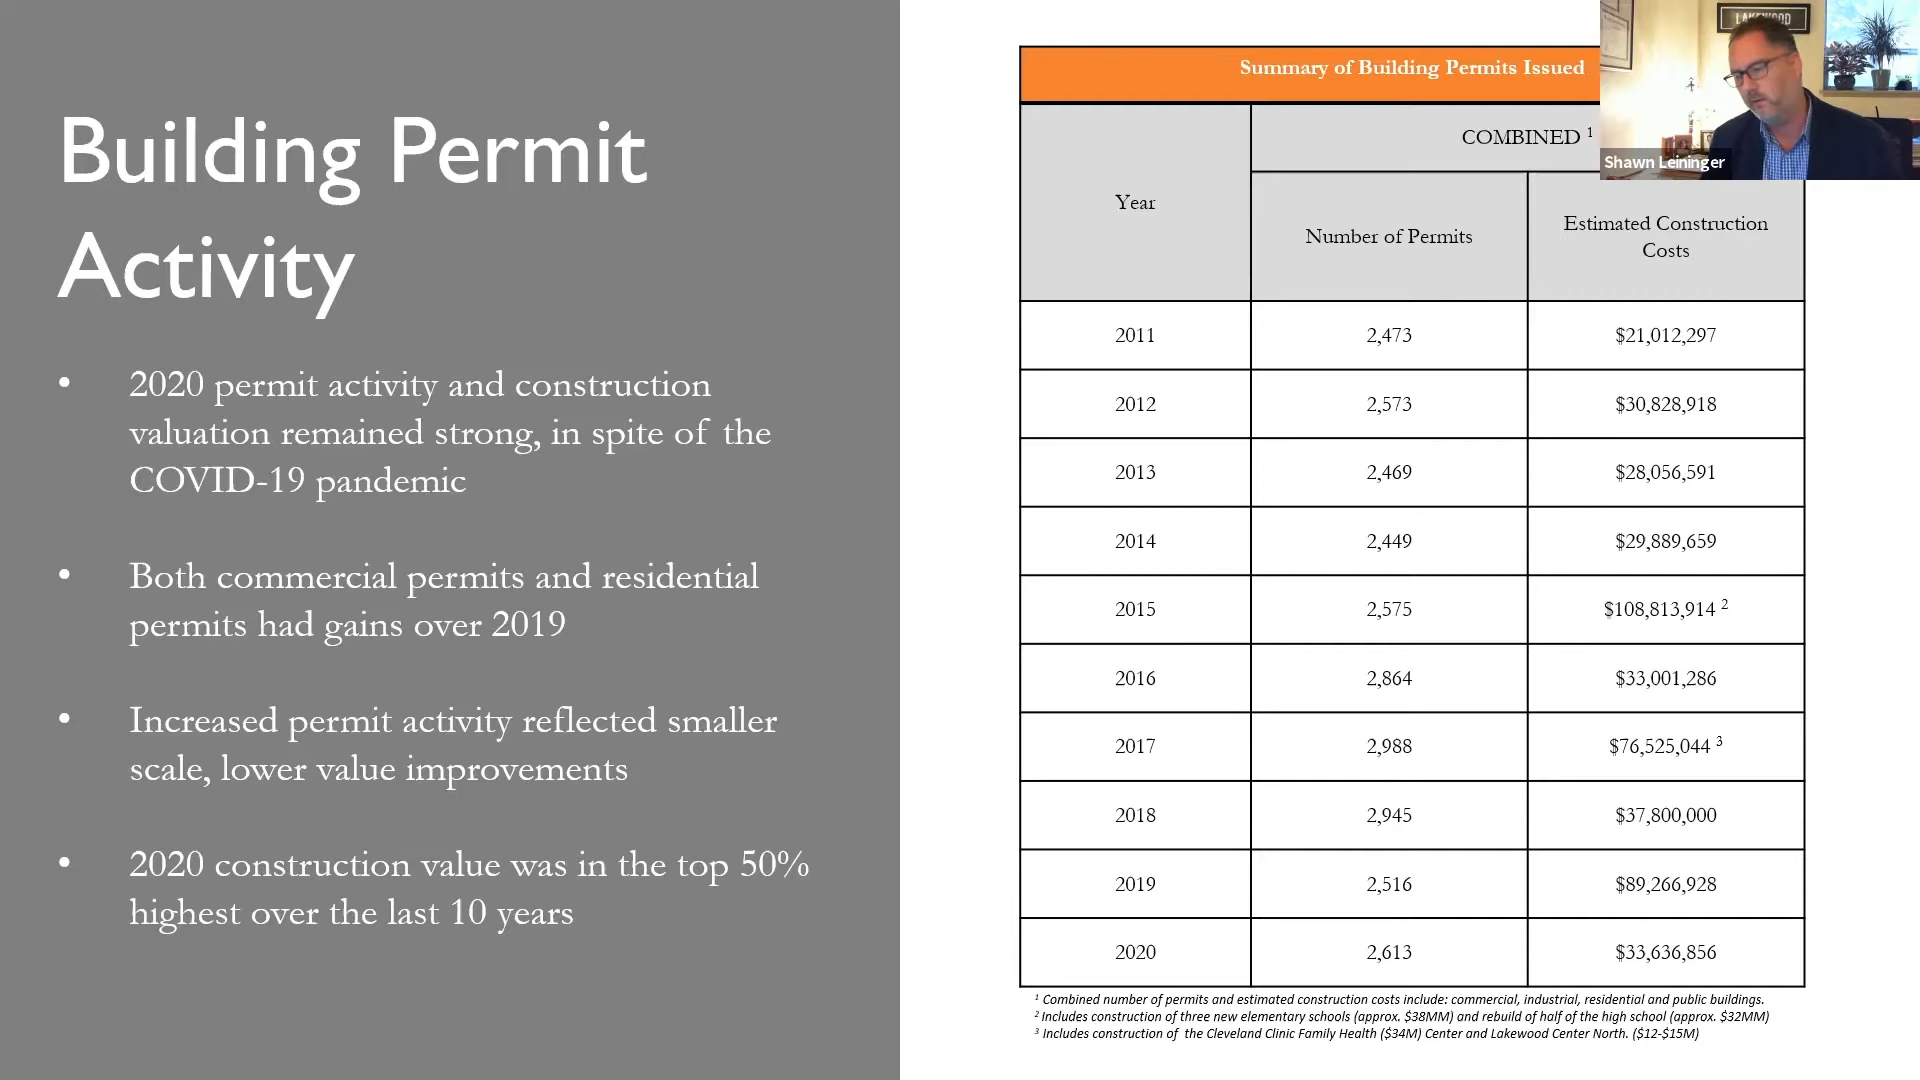 Building Permit
Activity
• 2020 permit activity and construction
valuation remained strong, in spite of the
COVID-19 pandemic
• Both commercial permits and residential
permits had gains over 2019
• Increased permit activity reflected smaller
scale, lower value improvements
• 2020 construction value was in the top 50%
highest over the last 10 years
Summary of Building Permits Issued
COMBINED 1
Year
Number of Permits
Estimated Construction
Costs
2011 2,473 $21,012,297
2012 2,573 $30,828,918
2013 2,469 $28,056,591
2014 2,449 $29,889,659
2015 2,575 $108,813,914 2
2016 2,864 $33,001,286
2017 2,988 $76,525,044 3
2018 2,945 $37,800,000
2019 2,516 $89,266,928
2020 2,613 $33,636,856
1 Combined number of permits and estimated construction costs include: commercial, industrial, residential and public buildings.
2 Includes construction of three new elementary schools (approx. $38MM) and rebuild of half of the high school (approx. $32MM)
3 Includes construction of the Cleveland Clinic Family Health ($34M) Center and Lakewood Center North. ($12-$15M)
LAKEWOOD
Shawn Leininger